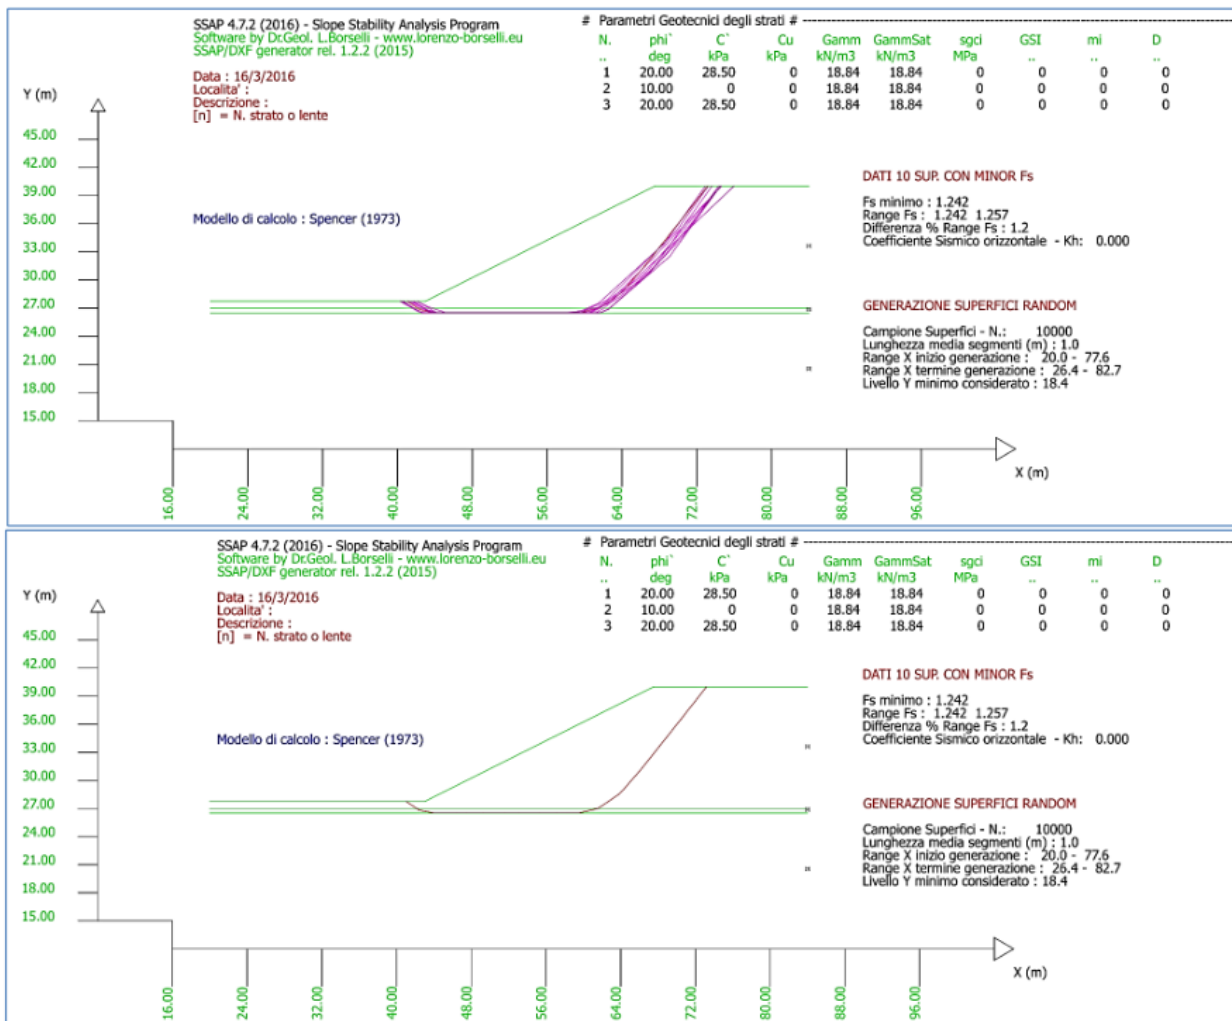 SSAP 4.7.2 (2016) - Slope Stability Analysis Program
Software by Dr.Geol. L.Borselli - www.lorenzo-borselli.eu
SSAP/DXF generator rel. 1.2.2 (2015)
Data : 16/3/2016
Localita' :
Descrizione :
[n] = N. strato o lente
# Parametri Geotecnici degli strati #
N. phi` C` Cu Gamm GammSat sgci GSI mi D
.. deg kPa kPa kN/m3 kN/m3 MPa .. .. ..
1 20.00 28.50 0 18.84 18.84 0 0 0 0
2 10.00 0 0 18.84 18.84 0 0 0 0
3 20.00 28.50 0 18.84 18.84 0 0 0 0
Y (m)
45.00
42.00
39.00
36.00
33.00
30.00
27.00
24.00
21.00
18.00
15.00
Modello di calcolo : Spencer (1973)
DATI 10 SUP. CON MINOR Fs
Fs minimo : 1.242
Range Fs : 1.242 1.257
Differenza % Range Fs : 1.2
Coefficiente Sismico orizzontale - Kh: 0.000
GENERAZIONE SUPERFICI RANDOM
Campione Superfici - N.: 10000
Lunghezza media segmenti (m) : 1.0
Range X inizio generazione : 20.0 - 77.6
Range X termine generazione : 26.4 - 82.7
Livello Y minimo considerato : 18.4
X (m)
16.00 24.00 32.00 40.00 48.00 56.00 64.00 72.00 80.00 88.00 96.00
SSAP 4.7.2 (2016) - Slope Stability Analysis Program
Software by Dr.Geol. L.Borselli - www.lorenzo-borselli.eu
SSAP/DXF generator rel. 1.2.2 (2015)
Data : 16/3/2016
Localita' :
Descrizione :
[n] = N. strato o lente
# Parametri Geotecnici degli strati #
N. phi` C` Cu Gamm GammSat sgci GSI mi D
.. deg kPa kPa kN/m3 kN/m3 MPa .. .. ..
1 20.00 28.50 0 18.84 18.84 0 0 0 0
2 10.00 0 0 18.84 18.84 0 0 0 0
3 20.00 28.50 0 18.84 18.84 0 0 0 0
Y (m)
45.00
42.00
39.00
36.00
33.00
30.00
27.00
24.00
21.00
18.00
15.00
Modello di calcolo : Spencer (1973)
DATI 10 SUP. CON MINOR Fs
Fs minimo : 1.242
Range Fs : 1.242 1.257
Differenza % Range Fs : 1.2
Coefficiente Sismico orizzontale - Kh: 0.000
GENERAZIONE SUPERFICI RANDOM
Campione Superfici - N.: 10000
Lunghezza media segmenti (m) : 1.0
Range X inizio generazione : 20.0 - 77.6
Range X termine generazione : 26.4 - 82.7
Livello Y minimo considerato : 18.4
X (m)
16.00 24.00 32.00 40.00 48.00 56.00 64.00 72.00 80.00 88.00 96.00